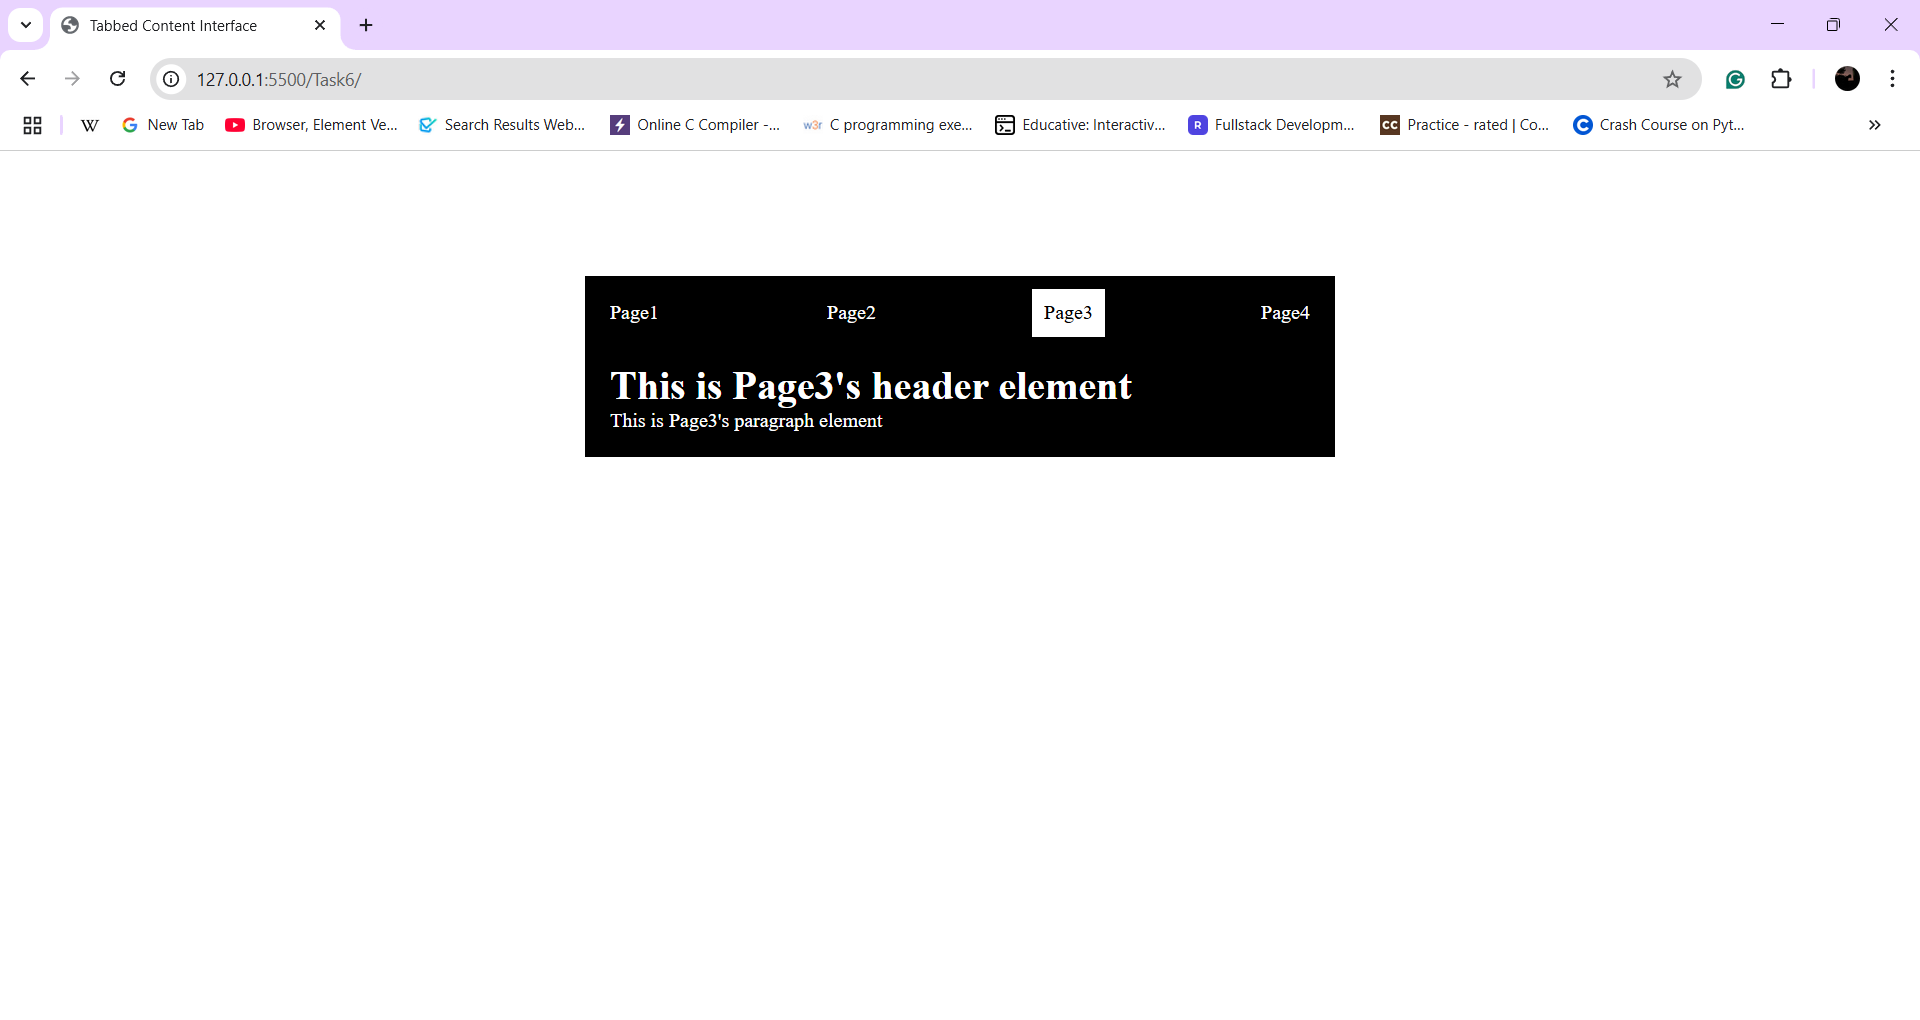 Tabbed Content Interface
127.0.0.1:5500/Task6/
W New Tab Browser, Element Ve... Search Results Web... Online C Compiler -... w3r C programming exe... Educative: Interactiv... R Fullstack Developm... CC Practice - rated | Co... C Crash Course on Pyt...
Page1 Page2 Page3 Page4
This is Page3's header element
This is Page3's paragraph element